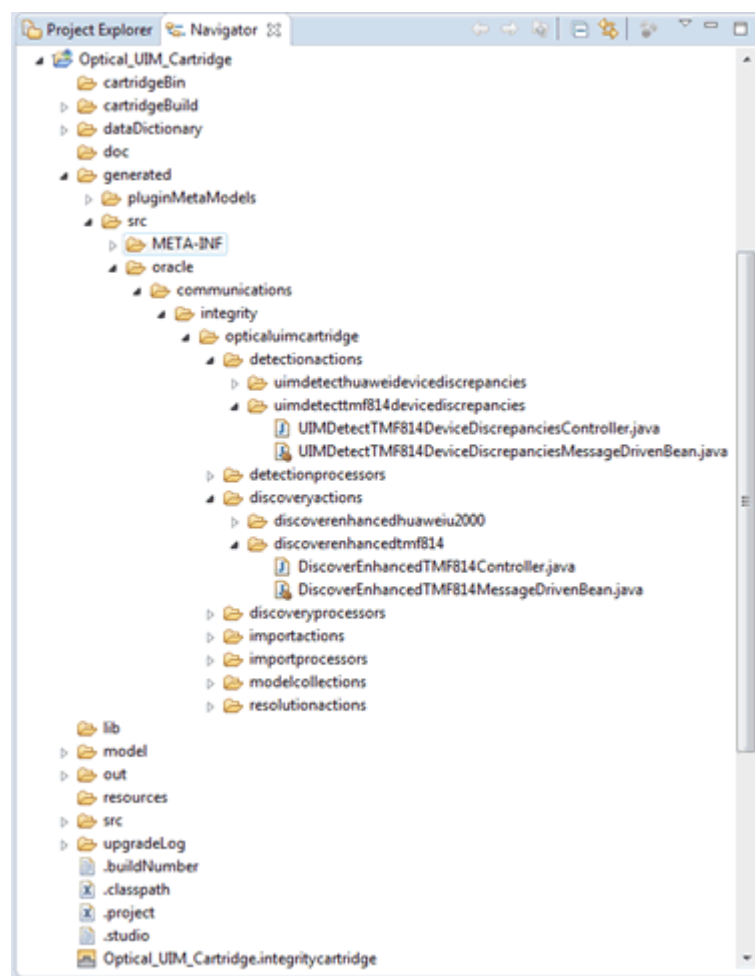 Project Explorer Navigator
Optical_UIM_Cartridge
cartridgeBin
cartridgeBuild
dataDictionary
doc
generated
pluginMetaModels
src
META-INF
oracle
communications
integrity
opticaluimcartridge
detectionactions
uimdetecthuaweidevicediscrepancies
uimdetecttmf814devicediscrepancies
UIMDetectTMF814DeviceDiscrepanciesController.java
UIMDetectTMF814DeviceDiscrepanciesMessageDrivenBean.java
detectionprocessors
discoveryactions
discoverenhancedhuaweiu2000
discoverenhancedtmf814
DiscoverEnhancedTMF814Controller.java
DiscoverEnhancedTMF814MessageDrivenBean.java
discoveryprocessors
importactions
importprocessors
modelcollections
resolutionactions
lib
model
out
resources
src
upgradeLog
.buildNumber
.classpath
.project
.studio
Optical_UIM_Cartridge.integritycartridge